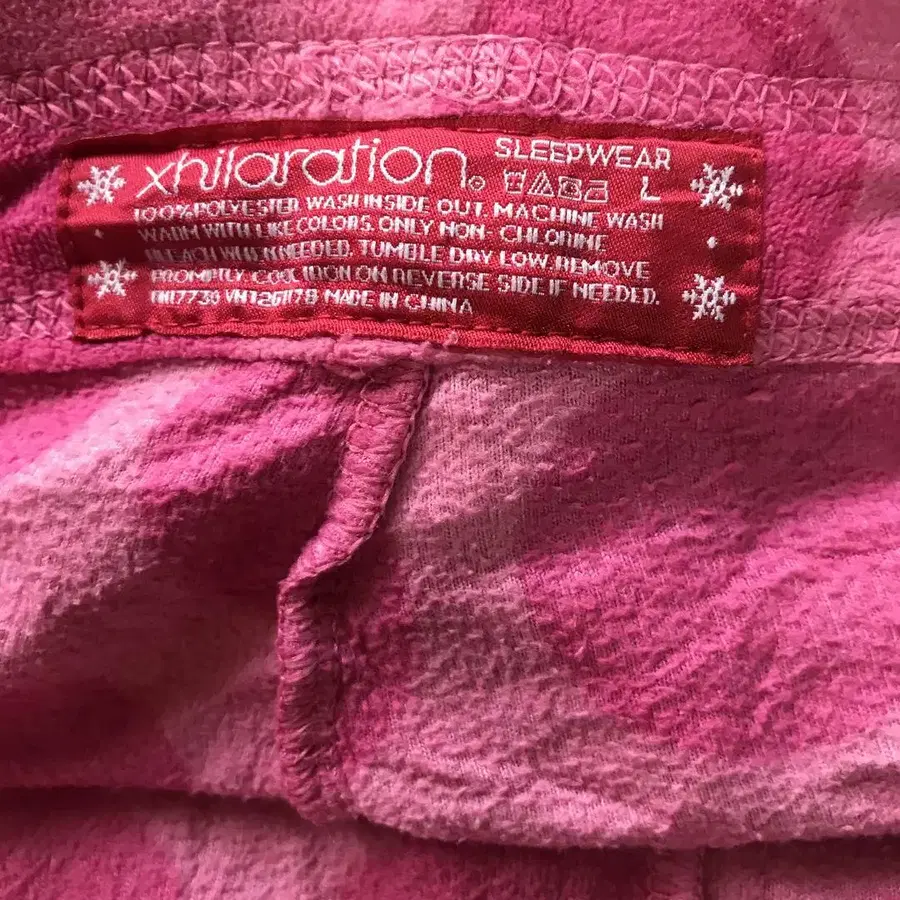 xhilaration® SLEEPWEAR
L
100% POLYESTER WASH INSIDE OUT. MACHINE WASH
WARM WITH LIKE COLORS. ONLY NON- CHLORINE
BLEACH WHEN NEEDED. TUMBLE DRY LOW. REMOVE
PROMPTLY. COOL IRON ON REVERSE SIDE IF NEEDED.
MADE IN CHINA